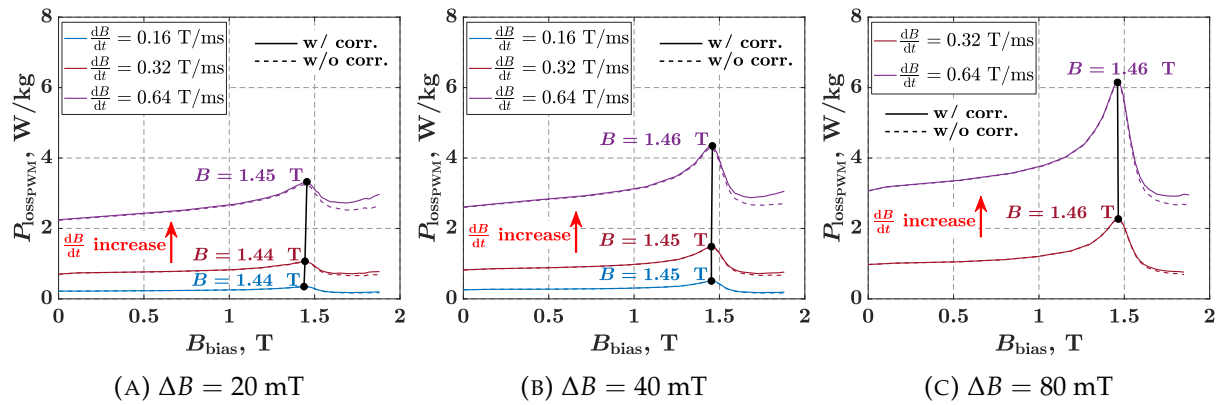 8
6
4
2
0
P_lossPWM, W/kg
dB/dt = 0.16 T/ms
dB/dt = 0.32 T/ms
dB/dt = 0.64 T/ms
w/ corr.
w/o corr.
B = 1.45 T
dB/dt increase
B = 1.44 T
B = 1.44 T
0 0.5 1 1.5 2
B_bias, T
(A) ΔB = 20 mT
8
6
4
2
0
P_lossPWM, W/kg
dB/dt = 0.16 T/ms
dB/dt = 0.32 T/ms
dB/dt = 0.64 T/ms
w/ corr.
w/o corr.
B = 1.46 T
dB/dt increase
B = 1.45 T
B = 1.45 T
0 0.5 1 1.5 2
B_bias, T
(B) ΔB = 40 mT
8
6
4
2
0
P_lossPWM, W/kg
dB/dt = 0.32 T/ms
dB/dt = 0.64 T/ms
w/ corr.
w/o corr.
B = 1.46 T
dB/dt increase
B = 1.46 T
0 0.5 1 1.5 2
B_bias, T
(C) ΔB = 80 mT